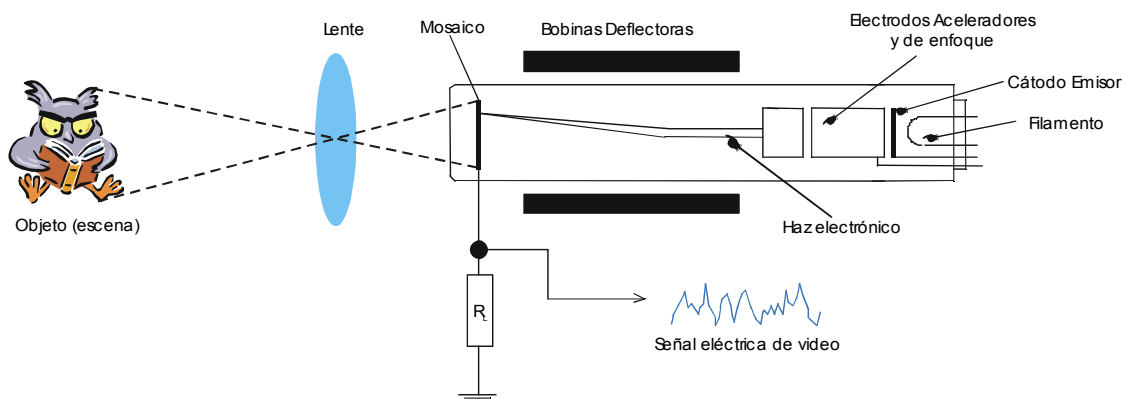 Lente
Mosaico
Bobinas Deflectoras
Electrodos Aceleradores
y de enfoque
Cátodo Emisor
Filamento
Objeto (escena)
Haz electrónico
R
L
Señal eléctrica de video